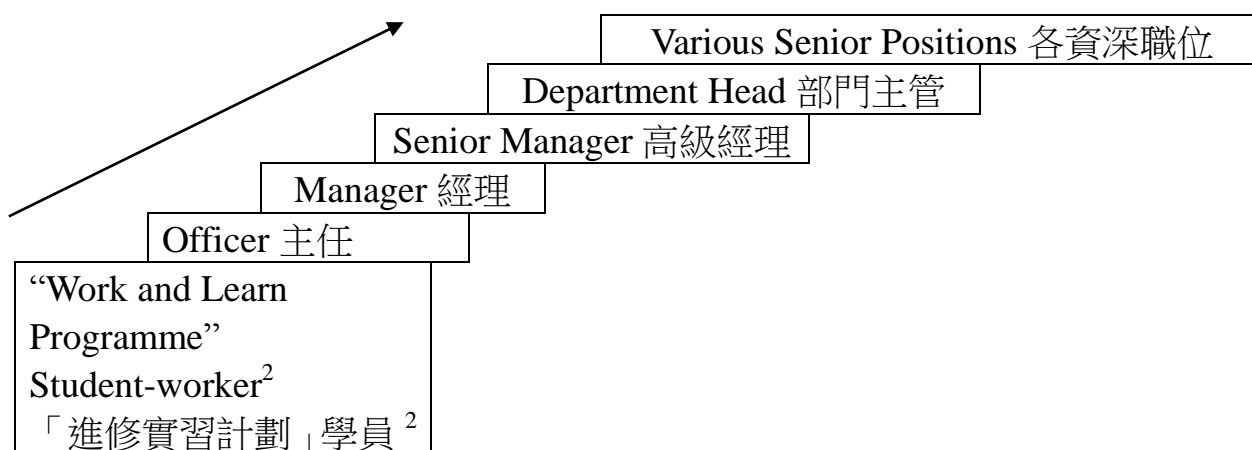 Various Senior Positions 各資深職位
Department Head 部門主管
Senior Manager 高級經理
Manager 經理
Officer 主任
“Work and Learn
Programme”
Student-worker²
「進修實習計劃」學員 ²